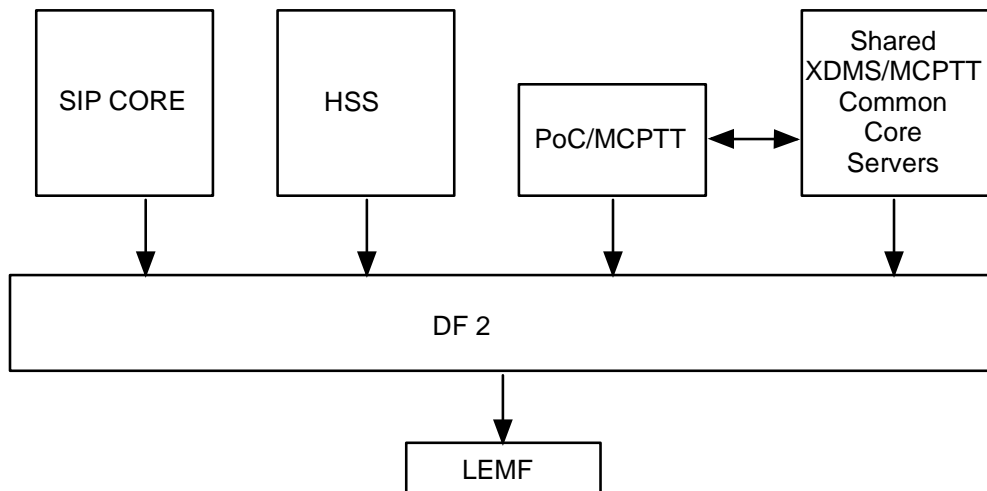 SIP CORE
HSS
PoC/MCPTT
Shared
XDMS/MCPTT
Common
Core
Servers
DF 2
LEMF